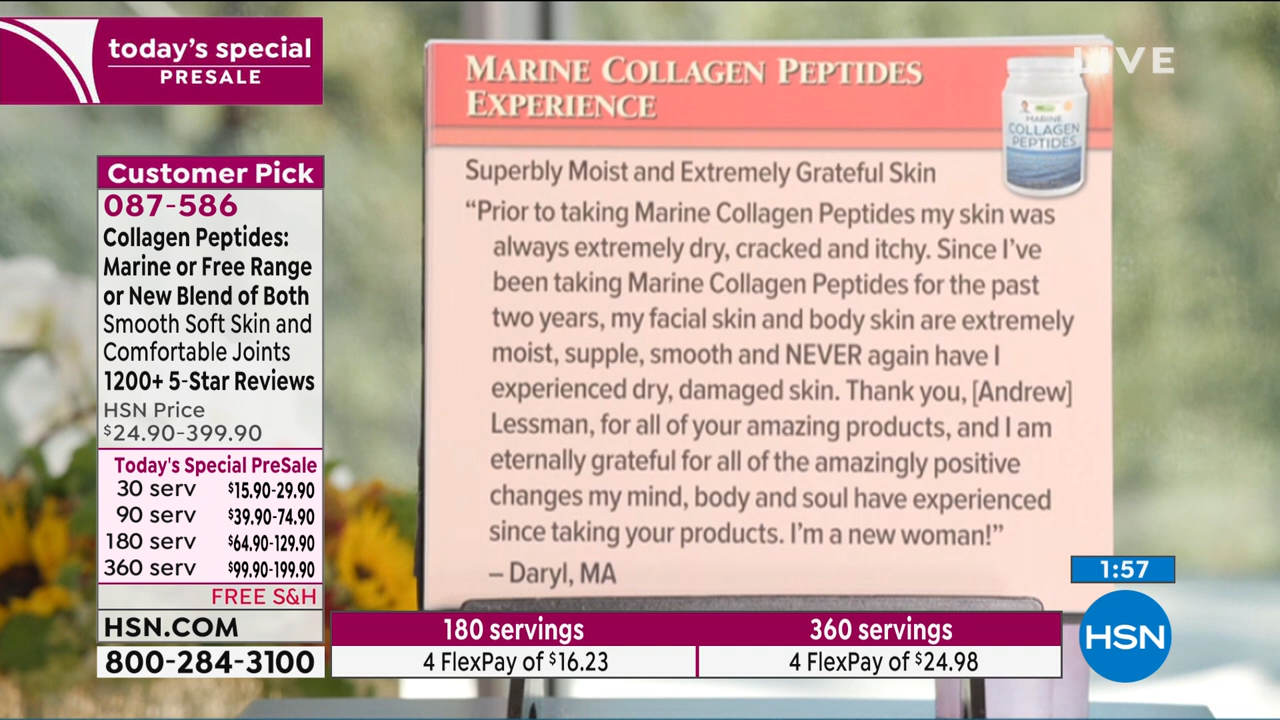 today's special
PRESALE
LIVE
MARINE COLLAGEN PEPTIDES
EXPERIENCE
MARINE
COLLAGEN
PEPTIDES
Superbly Moist and Extremely Grateful Skin
“Prior to taking Marine Collagen Peptides my skin was
always extremely dry, cracked and itchy. Since I’ve
been taking Marine Collagen Peptides for the past
two years, my facial skin and body skin are extremely
moist, supple, smooth and NEVER again have I
experienced dry, damaged skin. Thank you, [Andrew]
Lessman, for all of your amazing products, and I am
eternally grateful for all of the amazingly positive
changes my mind, body and soul have experienced
since taking your products. I’m a new woman!”
– Daryl, MA
Customer Pick
087-586
Collagen Peptides:
Marine or Free Range
or New Blend of Both
Smooth Soft Skin and
Comfortable Joints
1200+ 5-Star Reviews
HSN Price
$24.90-399.90
Today's Special PreSale
30 serv $15.90-29.90
90 serv $39.90-74.90
180 serv $64.90-129.90
360 serv $99.90-199.90
FREE S&H
HSN.COM
800-284-3100
180 servings
4 FlexPay of $16.23
360 servings
4 FlexPay of $24.98
1:57
HSN